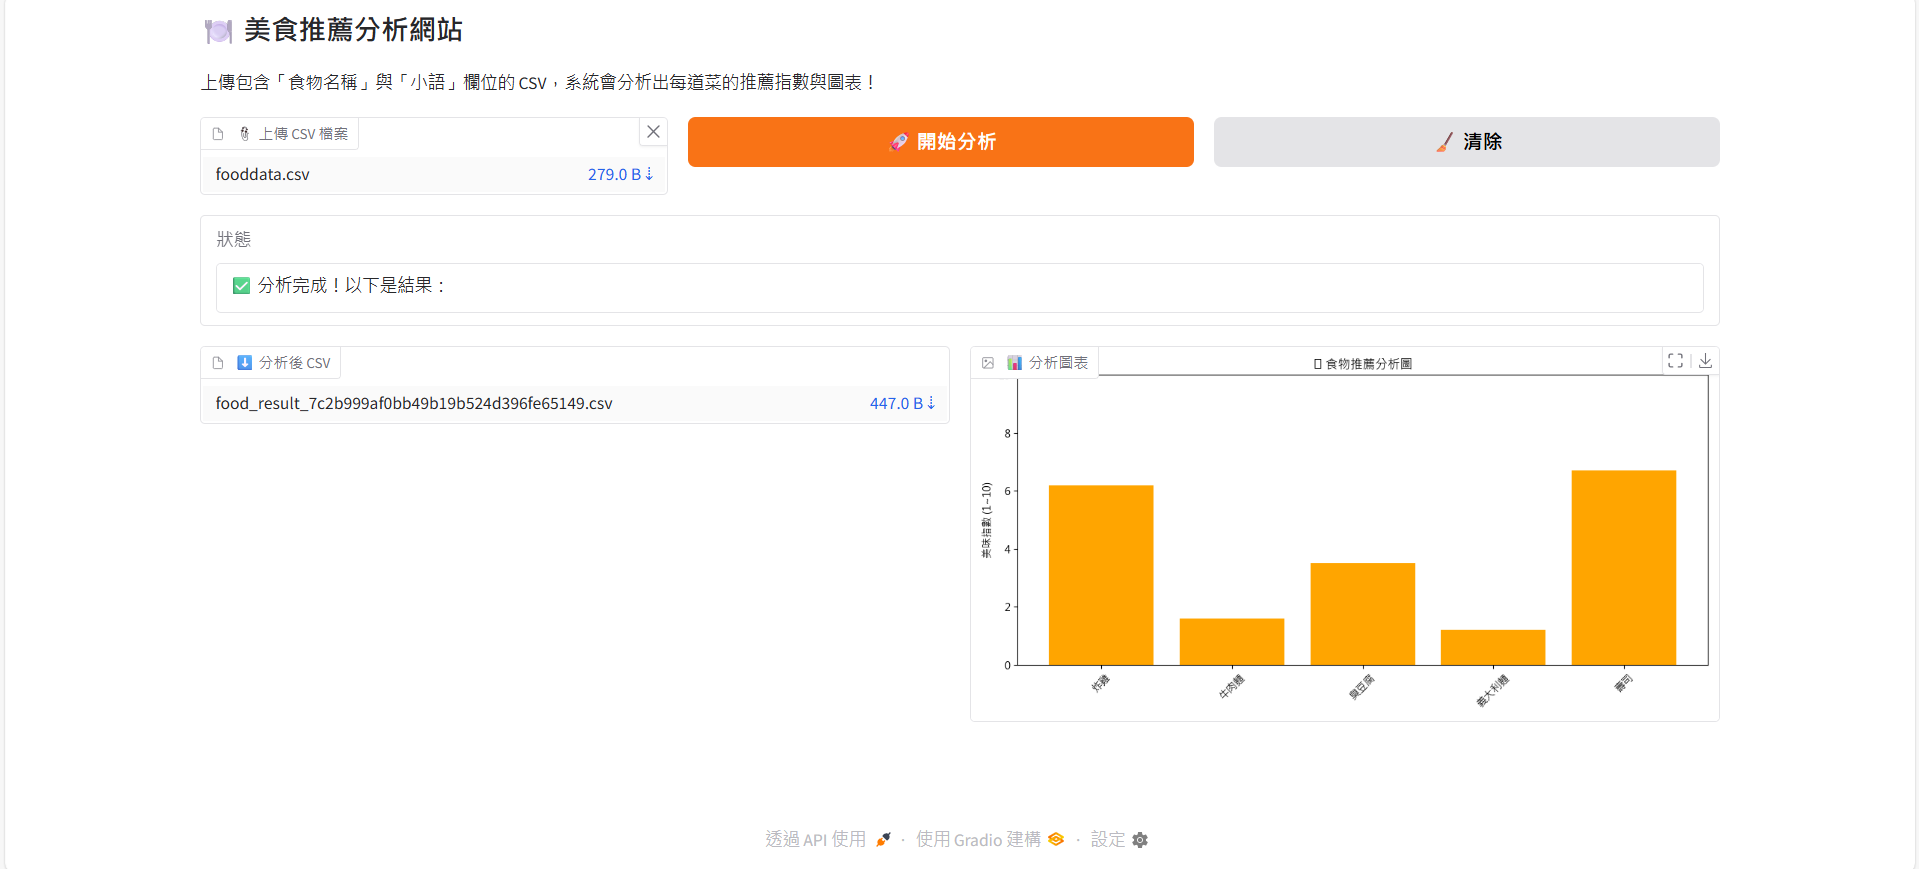 美食推薦分析網站
上傳包含「食物名稱」與「小語」欄位的 CSV，系統會分析出每道菜的推薦指數與圖表！
上傳 CSV 檔案
fooddata.csv
279.0 B ⇣
開始分析
清除
狀態
✅ 分析完成！以下是結果：
分析後 CSV
food_result_7c2b999af0bb49b19b524d396fe65149.csv
447.0 B ⇣
分析圖表
食物推薦分析圖
美味指數 (1~10)
8
6
4
2
0
炸雞
牛肉麵
臭豆腐
義大利麵
壽司
透過 API 使用 · 使用 Gradio 建構 · 設定